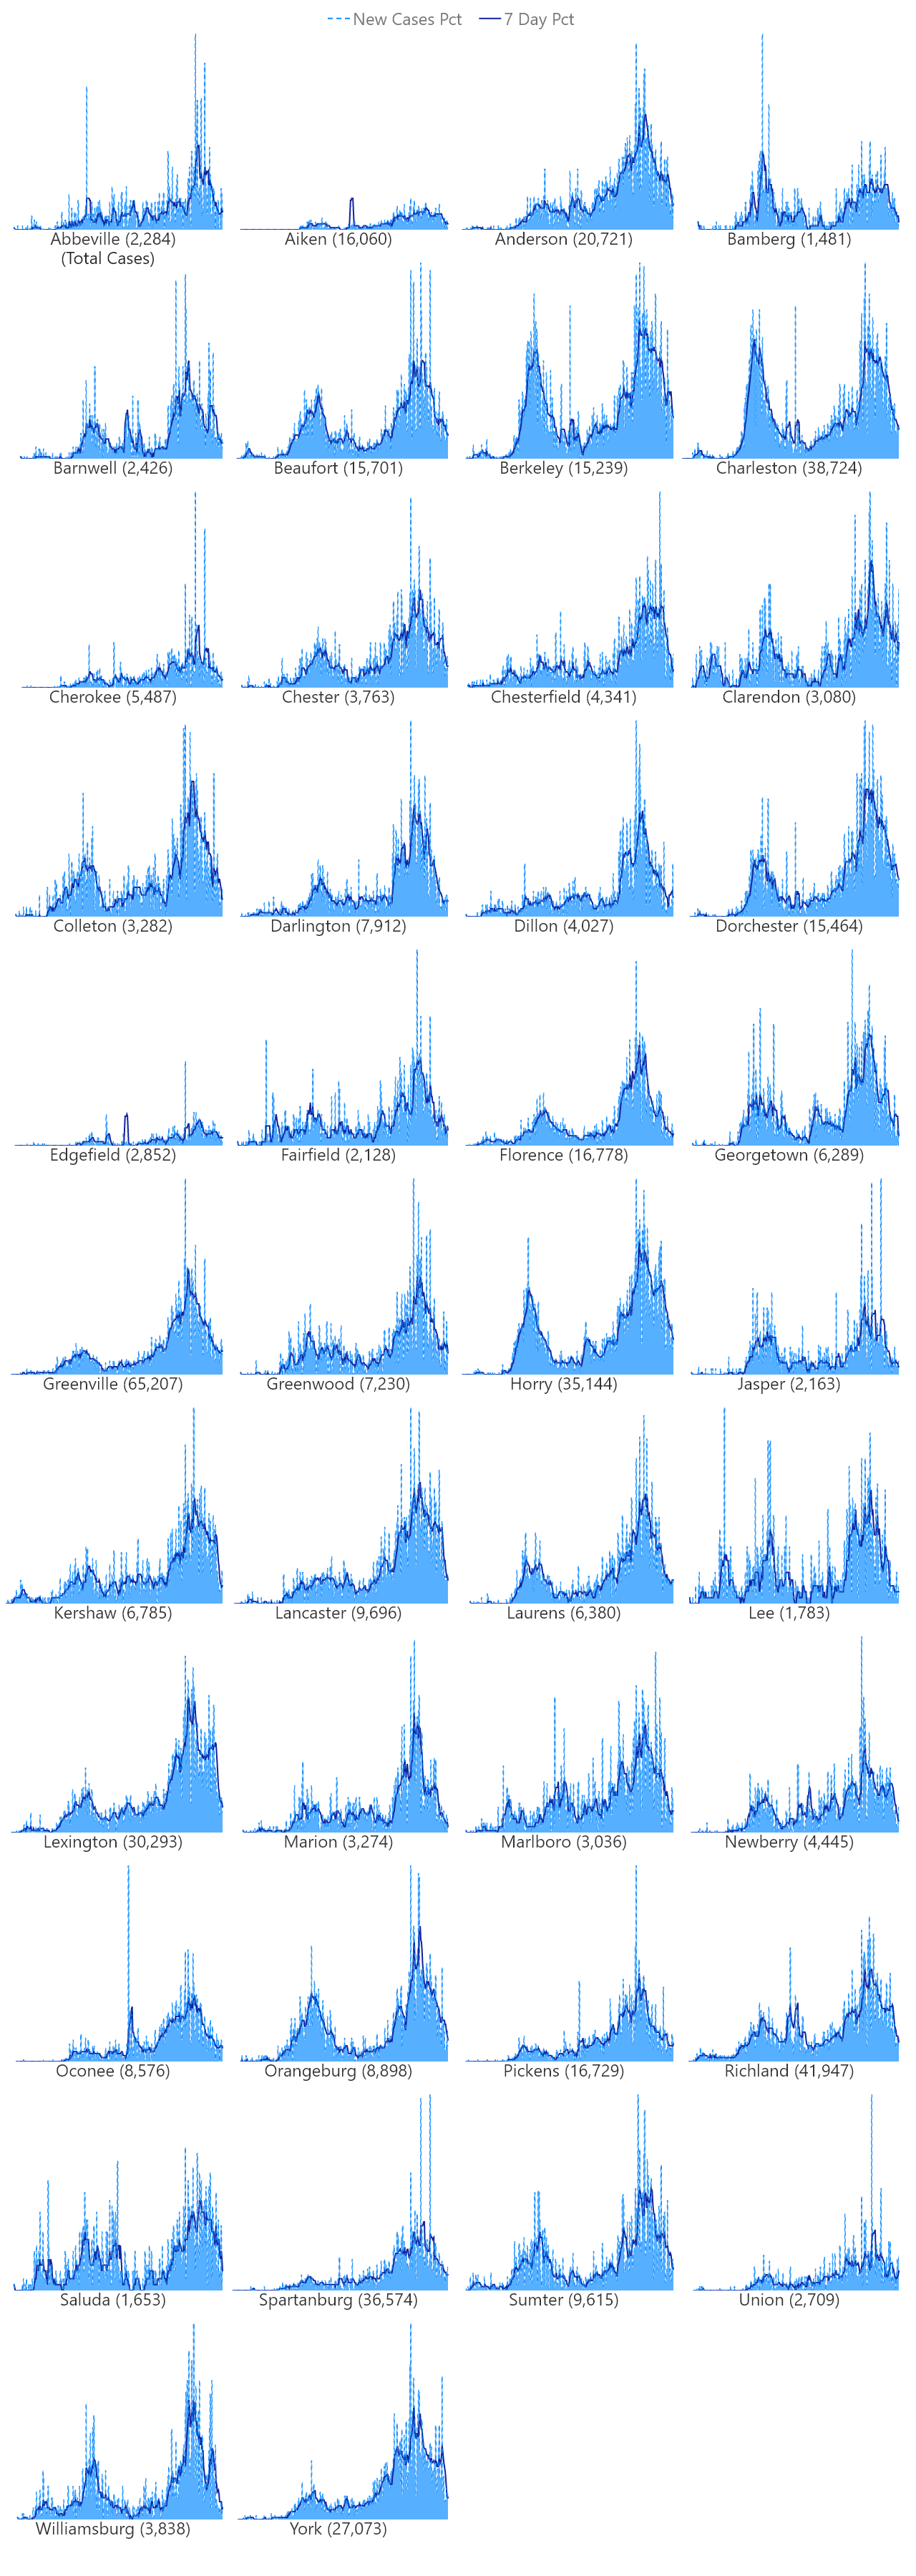 New Cases Pct 7 Day Pct
Abbeville (2,284) Aiken (16,060) Anderson (20,721) Bamberg (1,481)
(Total Cases)
Barnwell (2,426) Beaufort (15,701) Berkeley (15,239) Charleston (38,724)
Cherokee (5,487) Chester (3,763) Chesterfield (4,341) Clarendon (3,080)
Colleton (3,282) Darlington (7,912) Dillon (4,027) Dorchester (15,464)
Edgefield (2,852) Fairfield (2,128) Florence (16,778) Georgetown (6,289)
Greenville (65,207) Greenwood (7,230) Horry (35,144) Jasper (2,163)
Kershaw (6,785) Lancaster (9,696) Laurens (6,380) Lee (1,783)
Lexington (30,293) Marion (3,274) Marlboro (3,036) Newberry (4,445)
Oconee (8,576) Orangeburg (8,898) Pickens (16,729) Richland (41,947)
Saluda (1,653) Spartanburg (36,574) Sumter (9,615) Union (2,709)
Williamsburg (3,838) York (27,073)